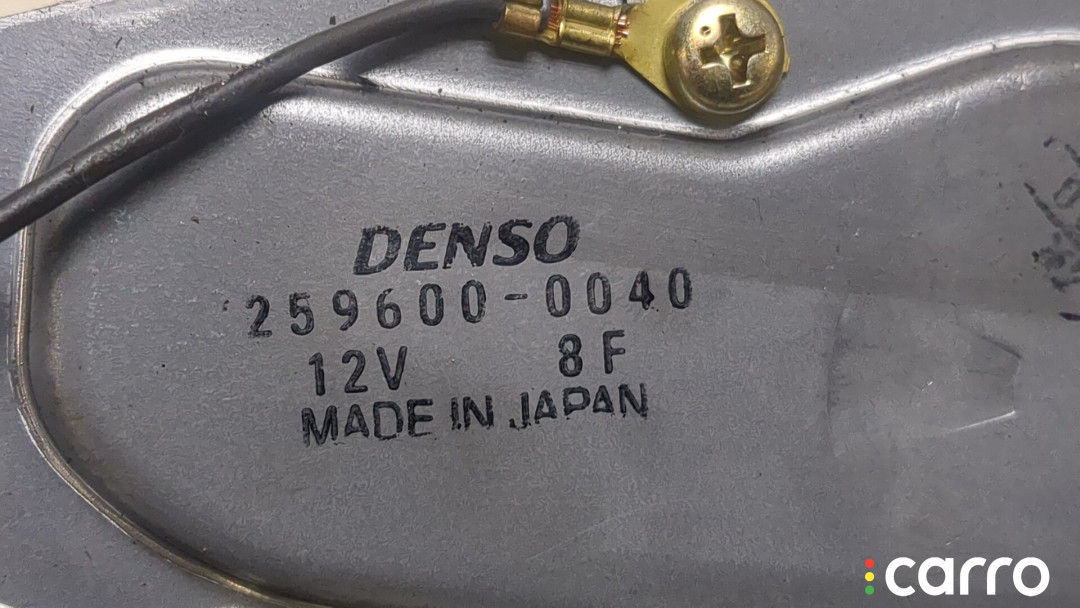 DENSO
259600-0040
12V 8F
MADE IN JAPAN
carro